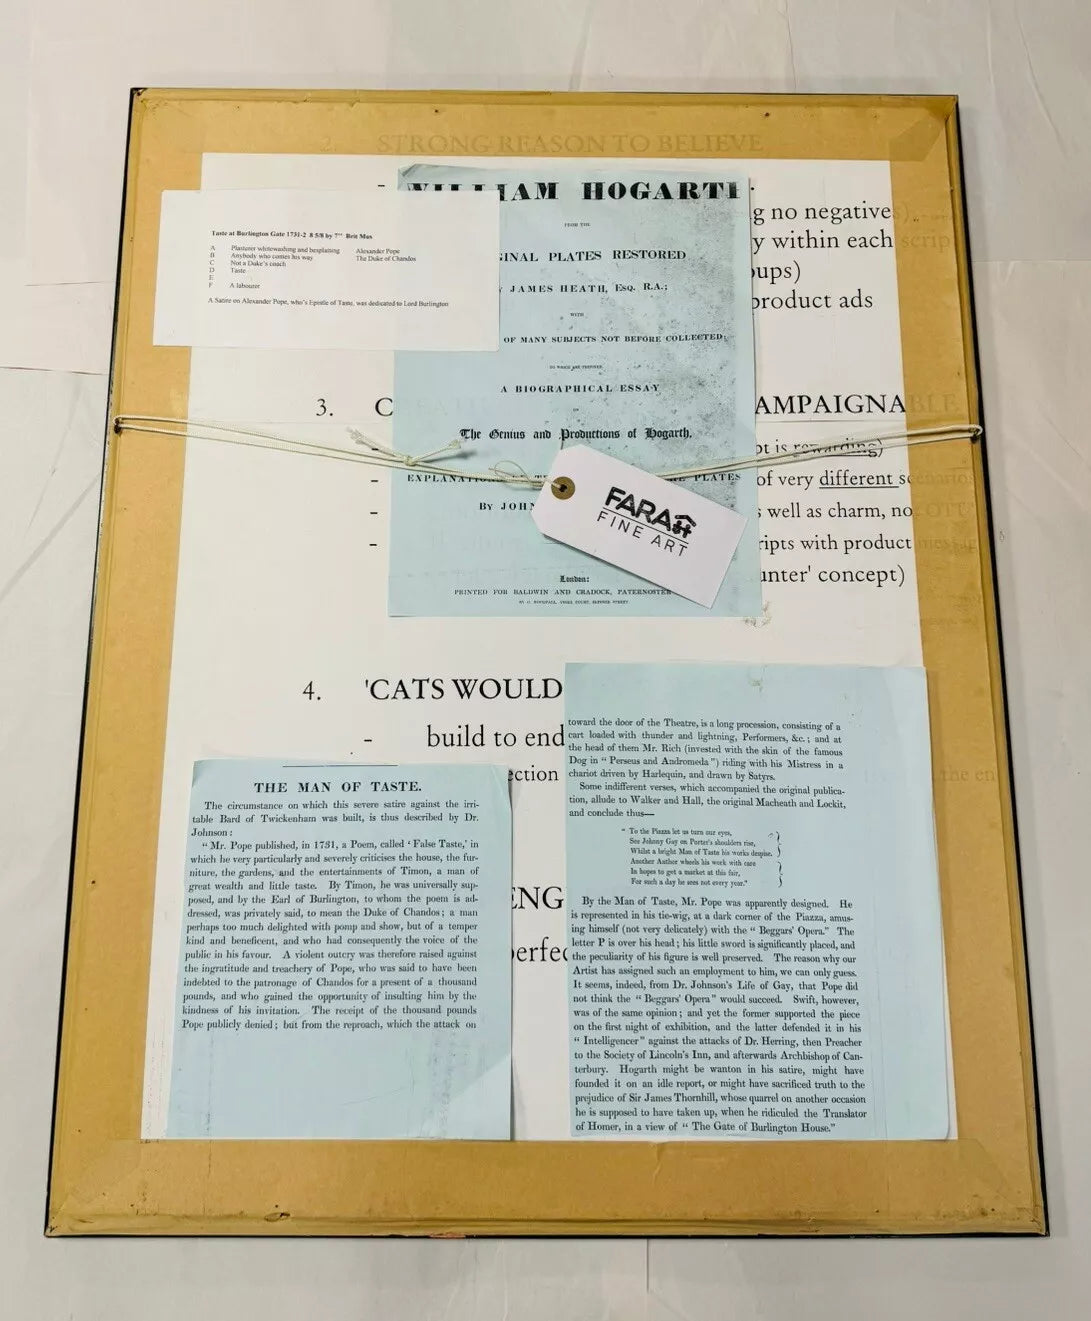 2. STRONG REASON TO BELIEVE
g no negatives)
y within each scrip
oups)
product ads
3. C
AMPAIGNABLE
pt is rewarding)
of very different scenarios
s well as charm, no
ripts with product messag
unter' concept)
4. 'CATS WOULD
- build to end
ection
the en
ENG
perfec
Taste at Burlington Gate 1731-2 8 5/8 by 7" Brit Mus
A Plasterer whitewashing and besplaining Alexander Pope
B Anybody who comes his way The Duke of Chandos
C Not a Duke's coach
D Taste
E
F A labourer
A Satire on Alexander Pope, who's Epistle of Taste, was dedicated to Lord Burlington
WILLIAM HOGARTH
FROM THE
GINAL PLATES RESTORED
Y JAMES HEATH, ESQ. R.A.;
WITH
OF MANY SUBJECTS NOT BEFORE COLLECTED;
TO WHICH ARE PREFIXED,
A BIOGRAPHICAL ESSAY
ON
The Genius and Productions of Hogarth,
EXPLANATIONS
PLATES
BY JOHN
London:
PRINTED FOR BALDWIN AND CRADOCK, PATERNOSTER
FARAH
FINE ART
THE MAN OF TASTE.
The circumstance on which this severe satire against the irri-
table Bard of Twickenham was built, is thus described by Dr.
Johnson:
"Mr. Pope published, in 1731, a Poem, called 'False Taste,' in
which he very particularly and severely criticises the house, the fur-
niture, the gardens, and the entertainments of Timon, a man of
great wealth and little taste. By Timon, he was universally sup-
posed, and by the Earl of Burlington, to whom the poem is ad-
dressed, was privately said, to mean the Duke of Chandos; a man
perhaps too much delighted with pomp and show, but of a temper
kind and beneficent, and who had consequently the voice of the
public in his favour. A violent outcry was therefore raised against
the ingratitude and treachery of Pope, who was said to have been
indebted to the patronage of Chandos for a present of a thousand
pounds, and who gained the opportunity of insulting him by the
kindness of his invitation. The receipt of the thousand pounds
Pope publicly denied; but from the reproach, which the attack on
toward the door of the Theatre, is a long procession, consisting of a
cart loaded with thunder and lightning, Performers, &c.; and at
the head of them Mr. Rich (invested with the skin of the famous
Dog in "Perseus and Andromeda") riding with his Mistress in a
chariot driven by Harlequin, and drawn by Satyrs.
Some indifferent verses, which accompanied the original publica-
tion, allude to Walker and Hall, the original Macheath and Lockit,
and conclude thus—
"To the Piazza let us turn our eyes,
See Johnny Gay on Porter's shoulders rise,
Whilst a bright Man of Taste his works despise.
Another Author wheels his work with care
In hopes to get a market at this fair,
For such a day he sees not every year."
By the Man of Taste, Mr. Pope was apparently designed. He
is represented in his tie-wig, at a dark corner of the Piazza, amus-
ing himself (not very delicately) with the "Beggars' Opera." The
letter P is over his head; his little sword is significantly placed, and
the peculiarity of his figure is well preserved. The reason why our
Artist has assigned such an employment to him, we can only guess.
It seems, indeed, from Dr. Johnson's Life of Gay, that Pope did
not think the "Beggars' Opera" would succeed. Swift, however,
was of the same opinion; and yet the former supported the piece
on the first night of exhibition, and the latter defended it in his
"Intelligencer" against the attacks of Dr. Herring, then Preacher
to the Society of Lincoln's Inn, and afterwards Archbishop of Can-
terbury. Hogarth might be wanton in his satire, might have
founded it on an idle report, or might have sacrificed truth to the
prejudice of Sir James Thornhill, whose quarrel on another occasion
he is supposed to have taken up, when he ridiculed the Translator
of Homer, in a view of "The Gate of Burlington House."